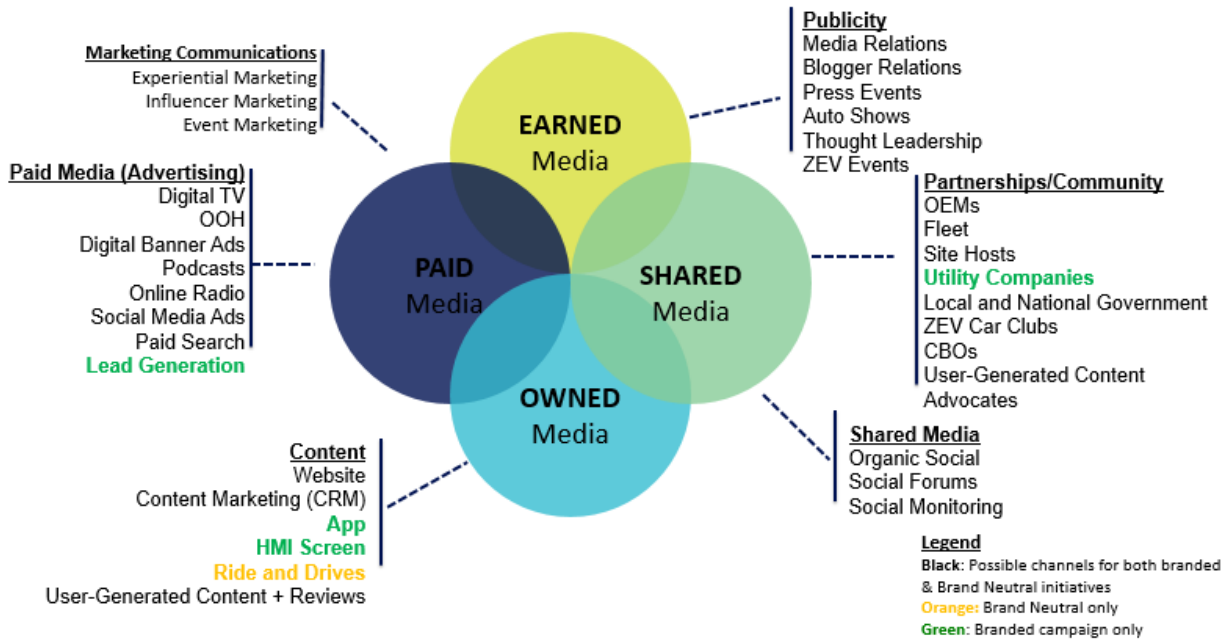 Marketing Communications
Experiential Marketing
Influencer Marketing
Event Marketing
Publicity
Media Relations
Blogger Relations
Press Events
Auto Shows
Thought Leadership
ZEV Events
EARNED
Media
Paid Media (Advertising)
Digital TV
OOH
Digital Banner Ads
Podcasts
Online Radio
Social Media Ads
Paid Search
Lead Generation
PAID
Media
SHARED
Media
Partnerships/Community
OEMs
Fleet
Site Hosts
Utility Companies
Local and National Government
ZEV Car Clubs
CBOs
User-Generated Content
Advocates
OWNED
Media
Content
Website
Content Marketing (CRM)
App
HMI Screen
Ride and Drives
User-Generated Content + Reviews
Shared Media
Organic Social
Social Forums
Social Monitoring
Legend
Black: Possible channels for both branded
& Brand Neutral initiatives
Orange: Brand Neutral only
Green: Branded campaign only